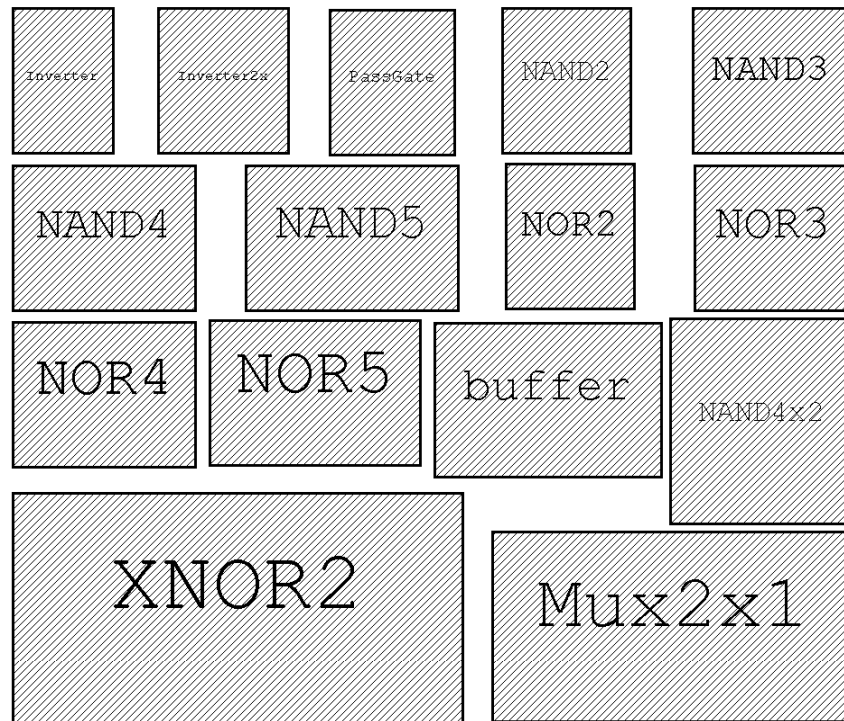 Inverter Inverter2x PassGate NAND2 NAND3
NAND4 NAND5 NOR2 NOR3
NOR4 NOR5 buffer NAND4x2
XNOR2 Mux2x1